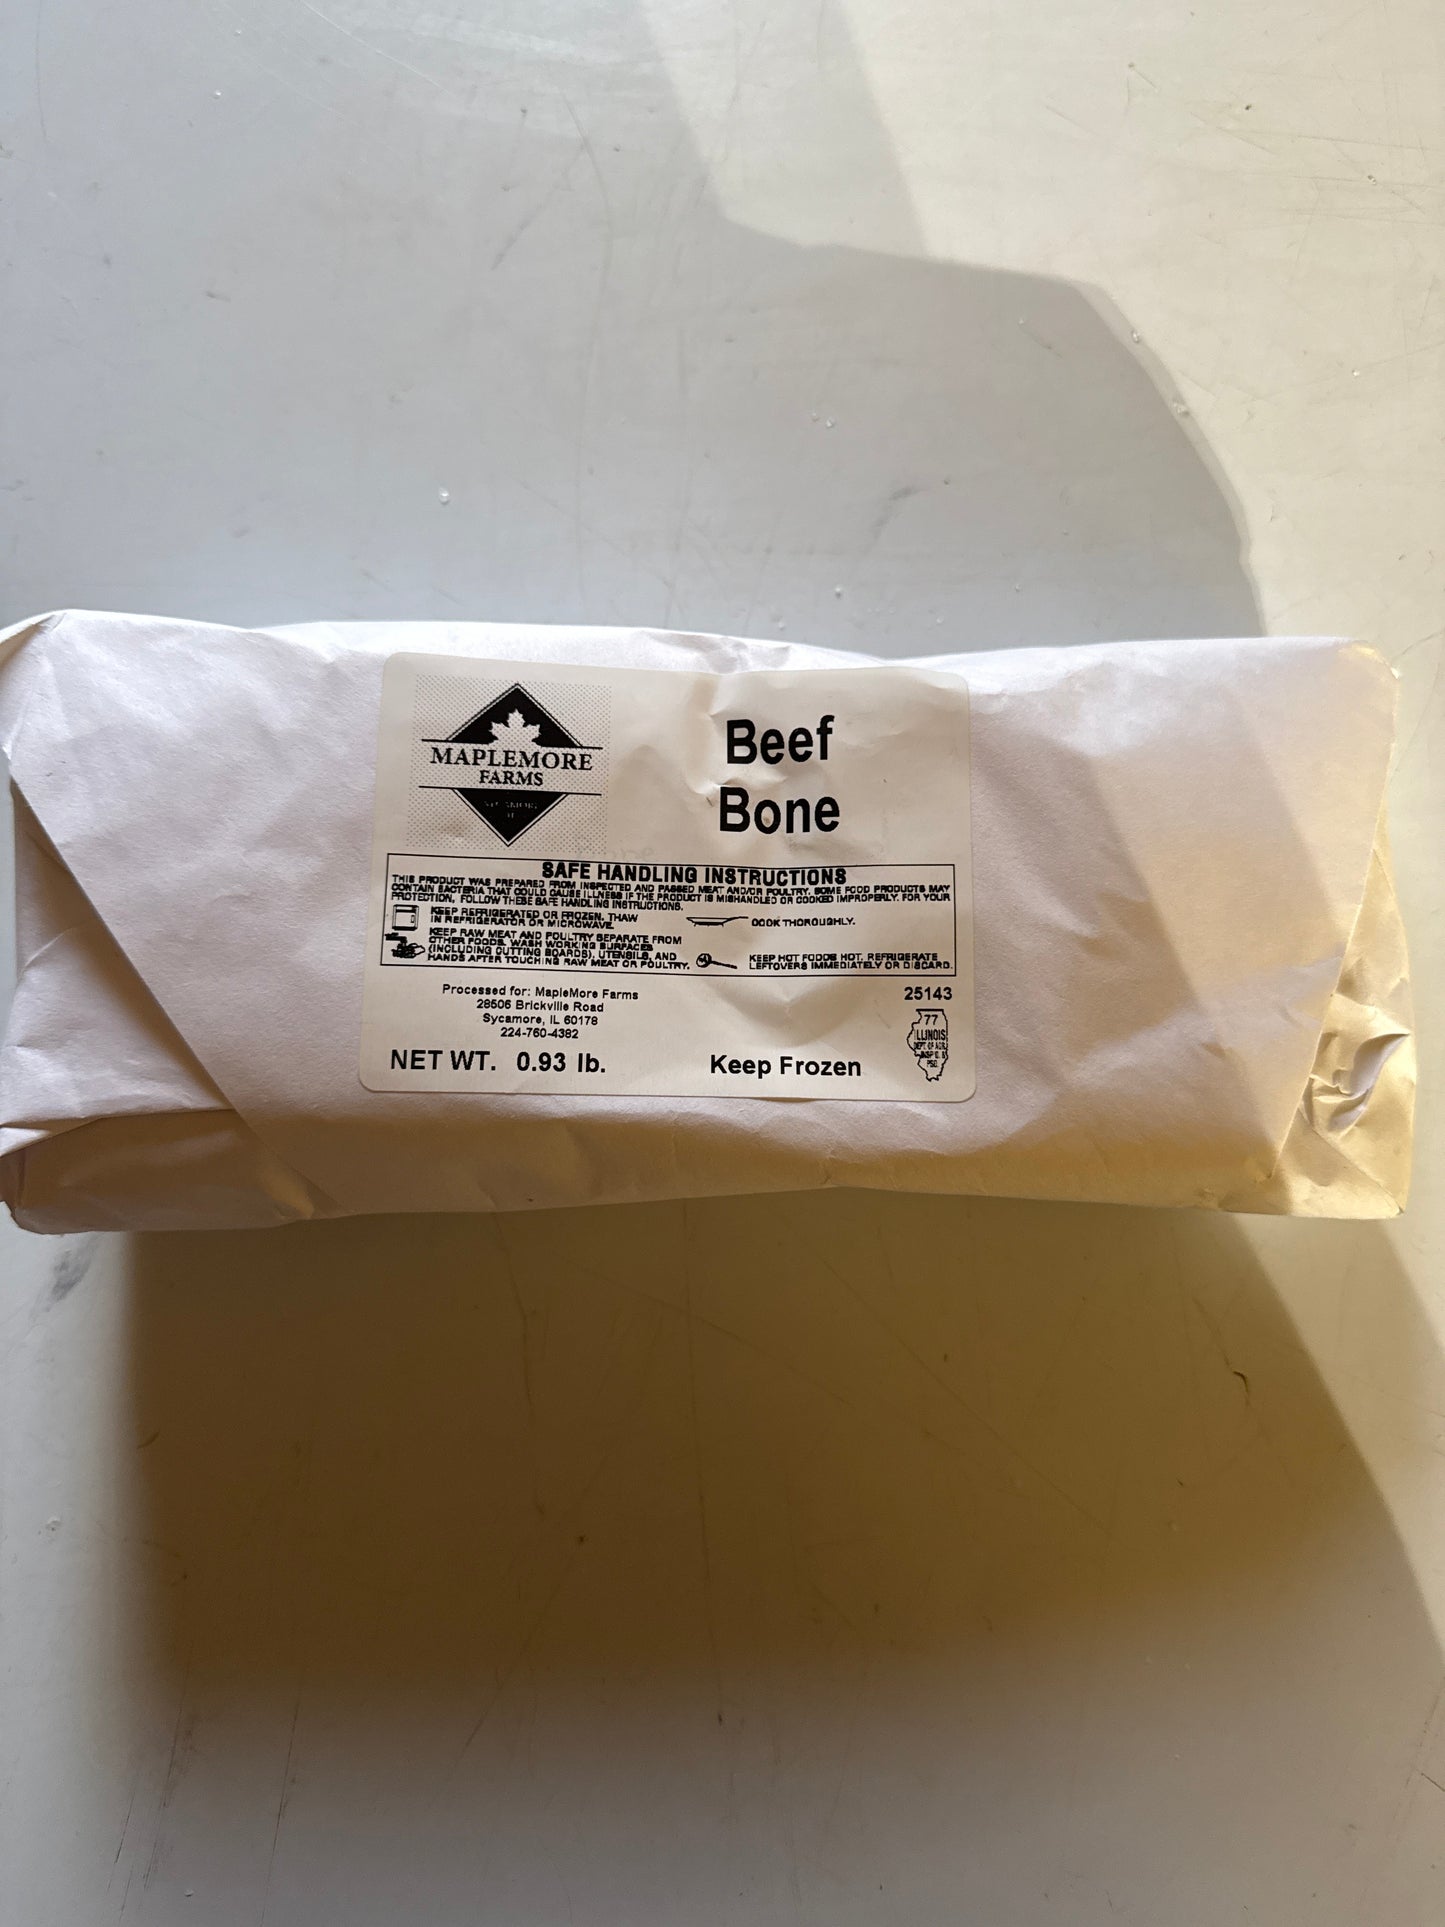 MAPLEMORE
FARMS
Beef
Bone
SAFE HANDLING INSTRUCTIONS
THIS PRODUCT WAS PREPARED FROM INSPECTED AND PASSED MEAT AND/OR POULTRY. SOME FOOD PRODUCTS MAY
CONTAIN BACTERIA THAT COULD CAUSE ILLNESS IF THE PRODUCT IS MISHANDLED OR COOKED IMPROPERLY. FOR YOUR
PROTECTION, FOLLOW THESE SAFE HANDLING INSTRUCTIONS.
KEEP REFRIGERATED OR FROZEN. THAW
IN REFRIGERATOR OR MICROWAVE.
COOK THOROUGHLY.
KEEP RAW MEAT AND POULTRY SEPARATE FROM
OTHER FOODS. WASH WORKING SURFACES
(INCLUDING CUTTING BOARDS), UTENSILS, AND
HANDS AFTER TOUCHING RAW MEAT OR POULTRY.
KEEP HOT FOODS HOT. REFRIGERATE
LEFTOVERS IMMEDIATELY OR DISCARD.
Processed for: MapleMore Farms
28506 Brickville Road
Sycamore, IL 60178
224-760-4382
25143
77
ILLINOIS
DEPT OF AGR.
INSP'D. &
PSD.
NET WT. 0.93 lb.
Keep Frozen